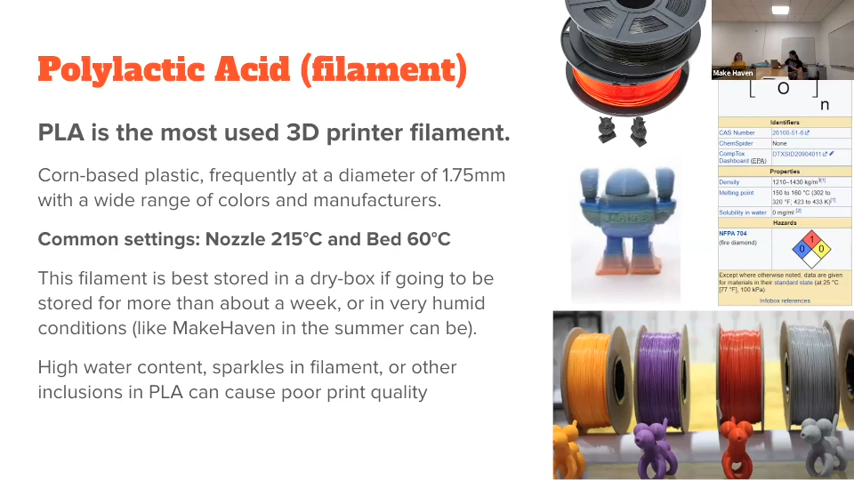 Polylactic Acid (filament)
PLA is the most used 3D printer filament.
Corn-based plastic, frequently at a diameter of 1.75mm
with a wide range of colors and manufacturers.
Common settings: Nozzle 215°C and Bed 60°C
This filament is best stored in a dry-box if going to be
stored for more than about a week, or in very humid
conditions (like MakeHaven in the summer can be).
High water content, sparkles in filament, or other
inclusions in PLA can cause poor print quality
Make Haven
O
n
Identifiers
CAS Number 26100-51-6
ChemSpider None
CompTox DTXSID20904011
Dashboard (EPA)
Properties
Density 1210–1430 kg/m³[1]
Melting point 150 to 160 °C (302 to
320 °F; 423 to 433 K)[1]
Solubility in water 0 mg/ml [2]
Hazards
NFPA 704
(fire diamond)
1
0 0
Except where otherwise noted, data are given
for materials in their standard state (at 25 °C
[77 °F], 100 kPa).
Infobox references